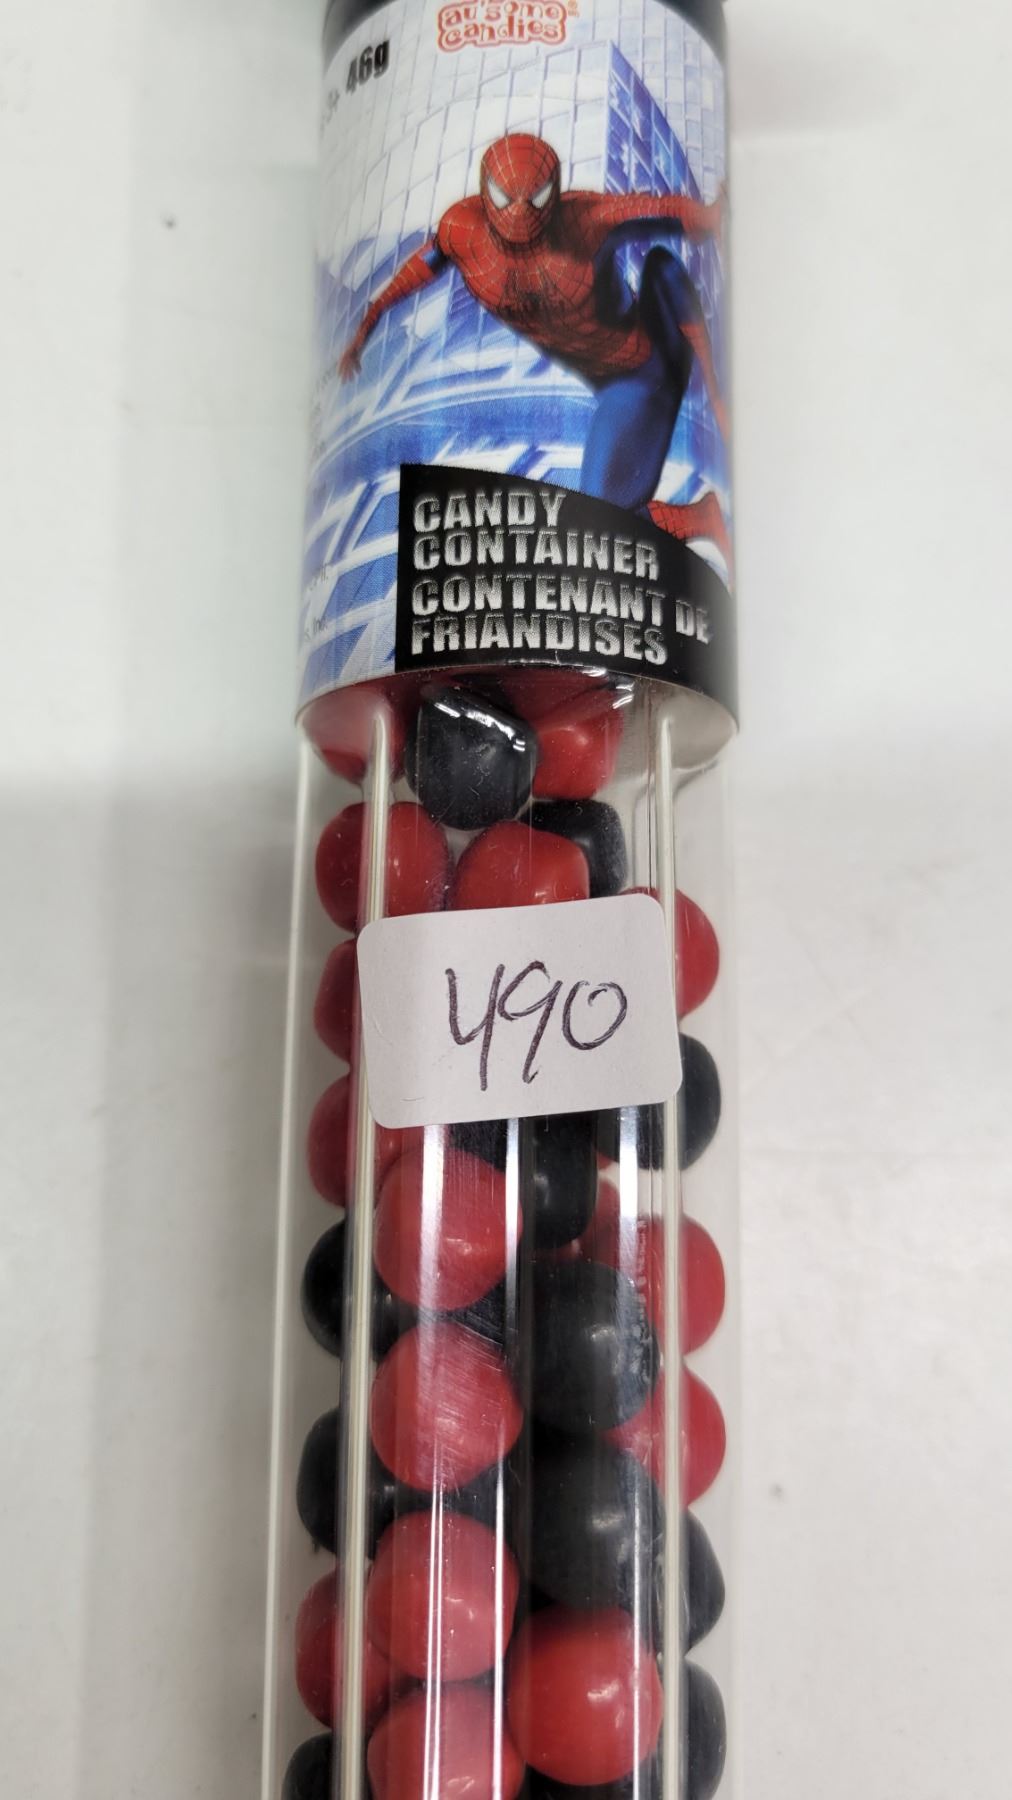 au'some®
candies
46g
CANDY
CONTAINER
CONTENANT DE
FRIANDISES
490